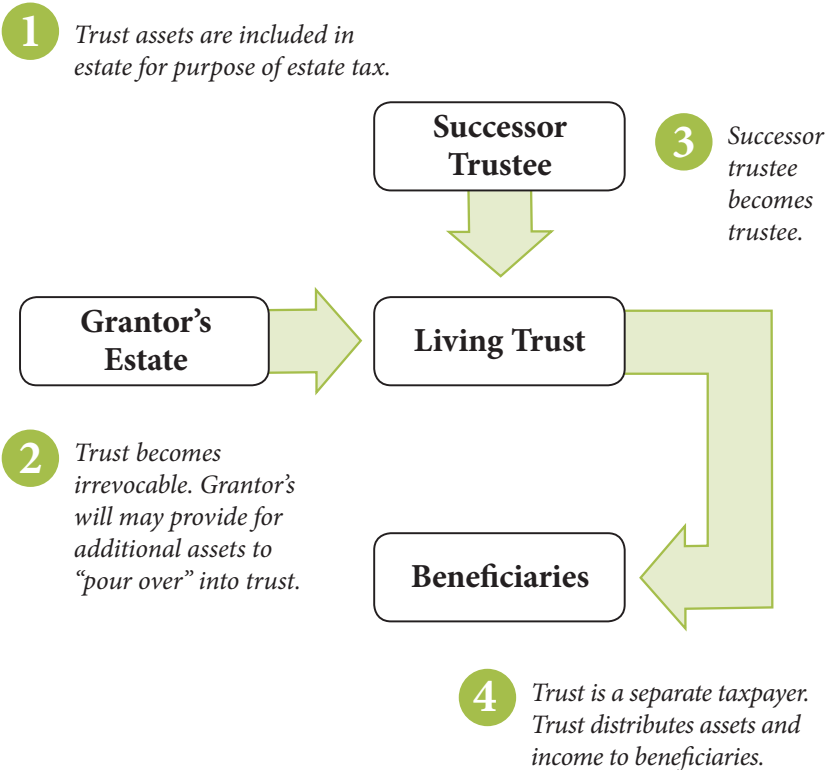 1
Trust assets are included in
estate for purpose of estate tax.
Successor
Trustee
3
Successor
trustee
becomes
trustee.
Grantor’s
Estate
Living Trust
2
Trust becomes
irrevocable. Grantor’s
will may provide for
additional assets to
“pour over” into trust.
Beneficiaries
4
Trust is a separate taxpayer.
Trust distributes assets and
income to beneficiaries.